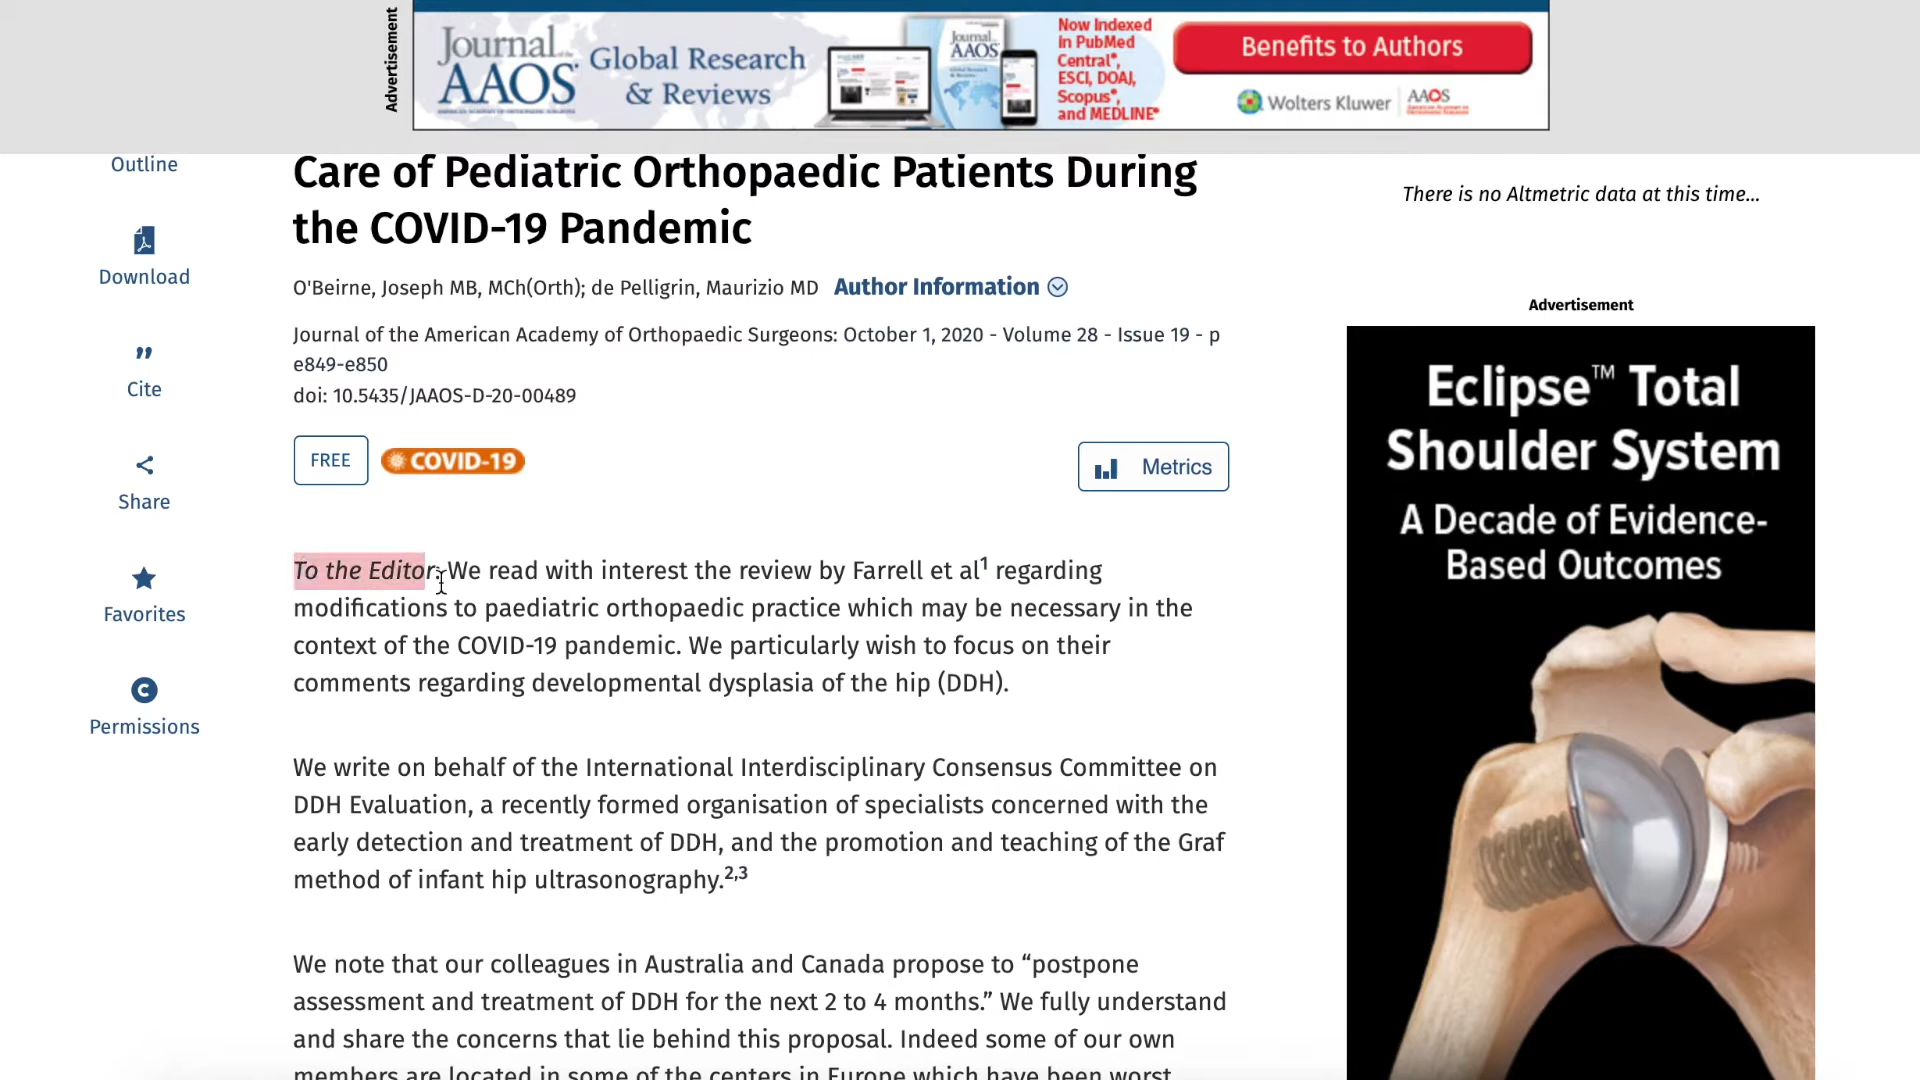 Advertisement
Journal of the
AAOS
Global Research
& Reviews
Journal
AAOS
Now Indexed
in PubMed
Central®,
ESCI, DOAJ,
Scopus®,
and MEDLINE®
Benefits to Authors
Wolters Kluwer
AAOS
Outline
Download
Cite
Share
Favorites
Permissions
Care of Pediatric Orthopaedic Patients During
the COVID-19 Pandemic
O'Beirne, Joseph MB, MCh(Orth); de Pelligrin, Maurizio MD Author Information
Journal of the American Academy of Orthopaedic Surgeons: October 1, 2020 - Volume 28 - Issue 19 - p
e849-e850
doi: 10.5435/JAAOS-D-20-00489
FREE
COVID-19
Metrics
To the Editor: We read with interest the review by Farrell et al1 regarding
modifications to paediatric orthopaedic practice which may be necessary in the
context of the COVID-19 pandemic. We particularly wish to focus on their
comments regarding developmental dysplasia of the hip (DDH).
We write on behalf of the International Interdisciplinary Consensus Committee on
DDH Evaluation, a recently formed organisation of specialists concerned with the
early detection and treatment of DDH, and the promotion and teaching of the Graf
method of infant hip ultrasonography.2,3
We note that our colleagues in Australia and Canada propose to “postpone
assessment and treatment of DDH for the next 2 to 4 months.” We fully understand
and share the concerns that lie behind this proposal. Indeed some of our own
members are located in some of the centers in Europe which have been worst
There is no Altmetric data at this time...
Advertisement
Eclipse™ Total
Shoulder System
A Decade of Evidence-
Based Outcomes